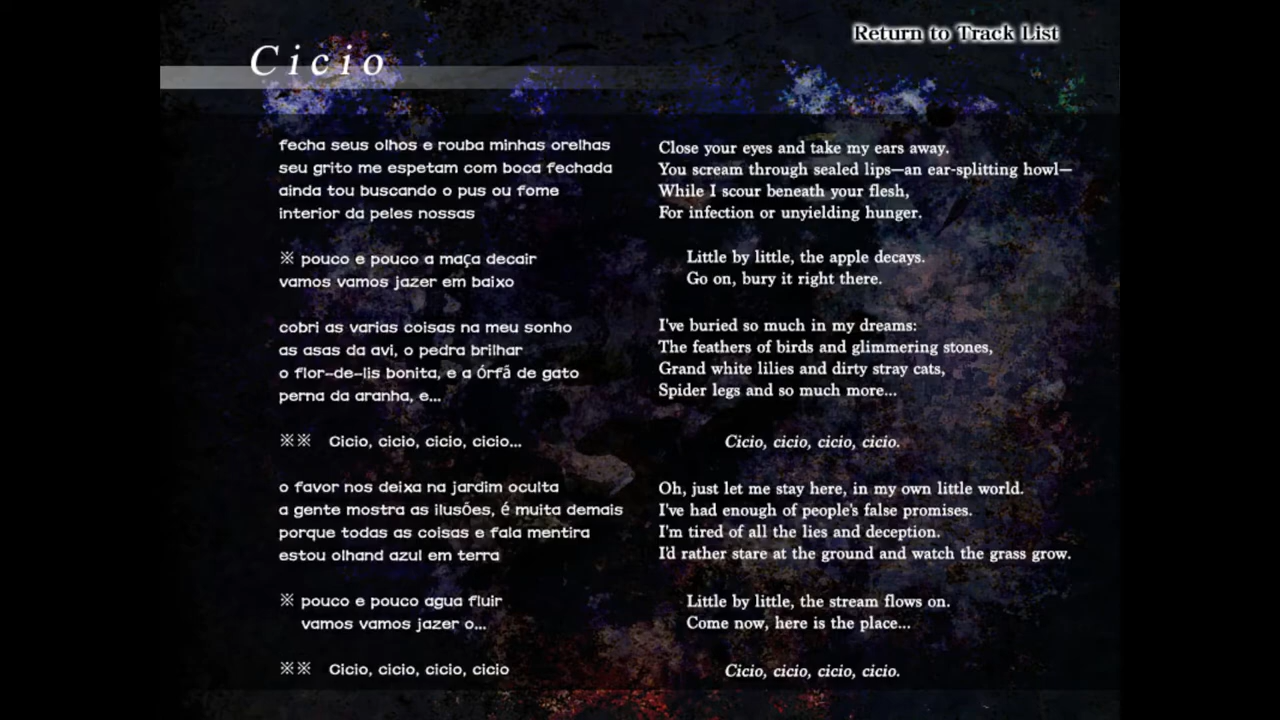 Return to Track List
Cicio
fecha seus olhos e rouba minhas orelhas
seu grito me espetam com boca fechada
ainda tou buscando o pus ou fome
interior da peles nossas
※ pouco e pouco a maça decair
vamos vamos jazer em baixo
cobri as varias coisas na meu sonho
as asas da avi, o pedra brilhar
o flor-de-lis bonita, e a órfã de gato
perna da aranha, e...
※※ Cicio, cicio, cicio, cicio...
o favor nos deixa na jardim oculta
a gente mostra as ilusões, é muita demais
porque todas as coisas e fala mentira
estou olhand azul em terra
※ pouco e pouco agua fluir
vamos vamos jazer o...
※※ Cicio, cicio, cicio, cicio
Close your eyes and take my ears away.
You scream through sealed lips—an ear-splitting howl—
While I scour beneath your flesh,
For infection or unyielding hunger.
Little by little, the apple decays.
Go on, bury it right there.
I've buried so much in my dreams:
The feathers of birds and glimmering stones,
Grand white lilies and dirty stray cats,
Spider legs and so much more...
Cicio, cicio, cicio, cicio.
Oh, just let me stay here, in my own little world.
I've had enough of people's false promises.
I'm tired of all the lies and deception.
I'd rather stare at the ground and watch the grass grow.
Little by little, the stream flows on.
Come now, here is the place...
Cicio, cicio, cicio, cicio.